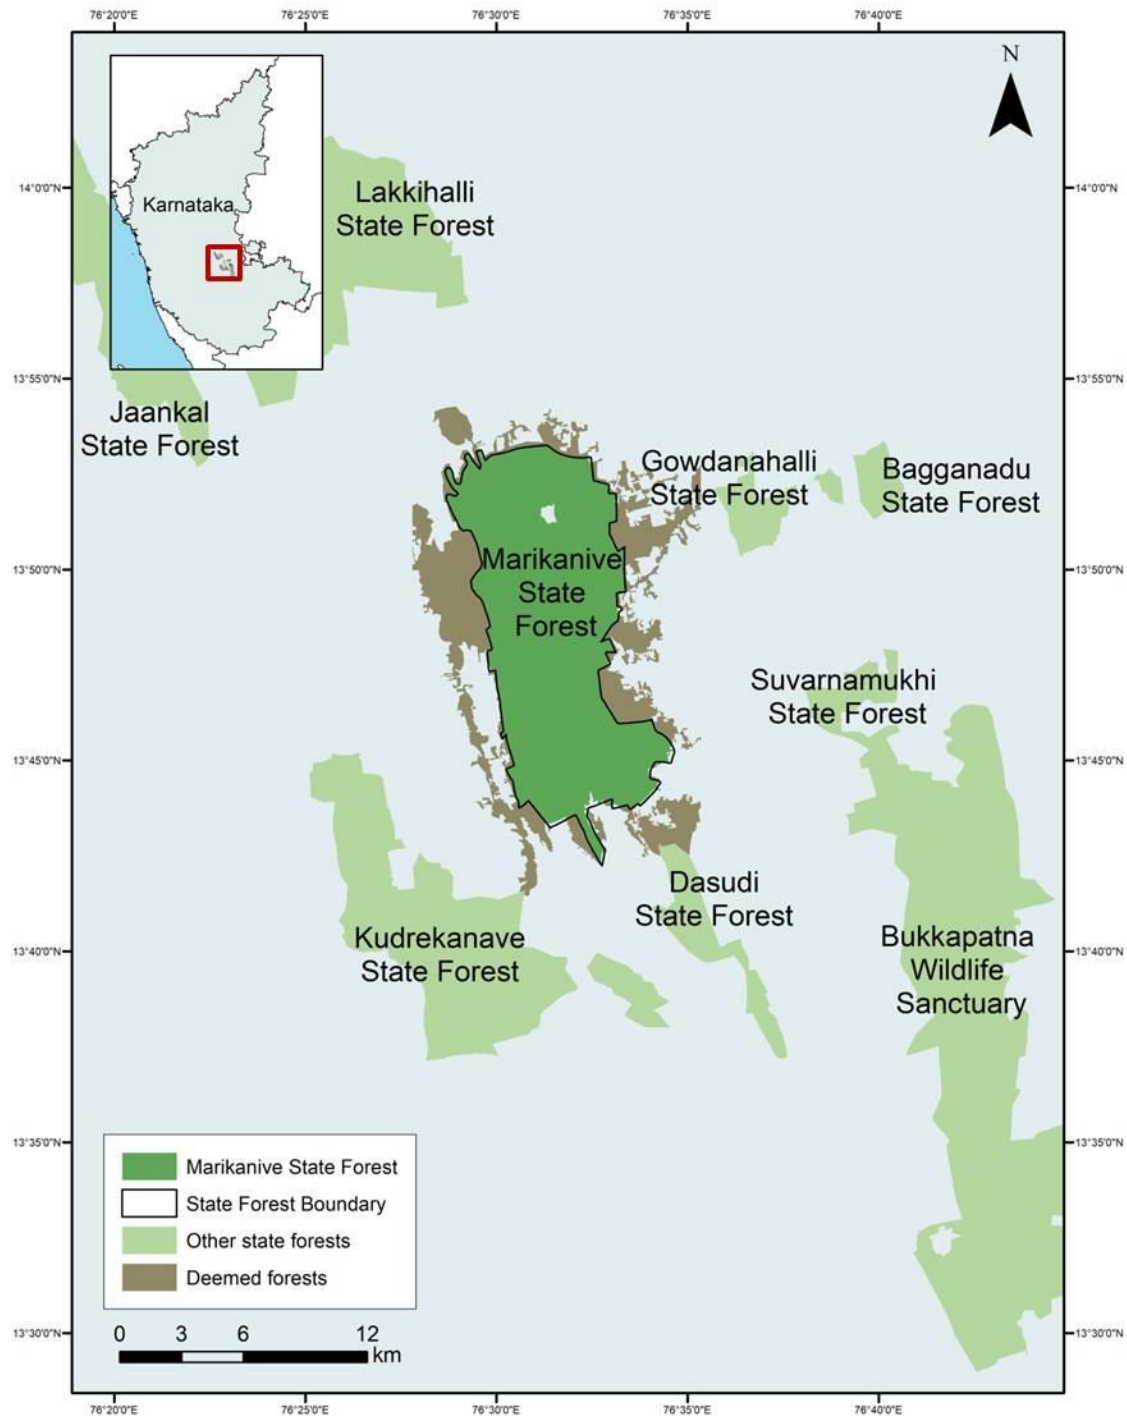 76°20'0"E 76°25'0"E 76°30'0"E 76°35'0"E 76°40'0"E
N
Karnataka
14°0'0"N
14°0'0"N
Lakkihalli
State Forest
13°55'0"N
13°55'0"N
Jaankal
State Forest
Gowdanahalli
State Forest
Bagganadu
State Forest
13°50'0"N
13°50'0"N
Marikanive
State
Forest
Suvarnamukhi
State Forest
13°45'0"N
13°45'0"N
Dasudi
State Forest
Kudrekanave
State Forest
Bukkapatna
Wildlife
Sanctuary
13°40'0"N
13°40'0"N
13°35'0"N
13°35'0"N
Marikanive State Forest
State Forest Boundary
Other state forests
Deemed forests
13°30'0"N
13°30'0"N
0 3 6 12
km
76°20'0"E 76°25'0"E 76°30'0"E 76°35'0"E 76°40'0"E